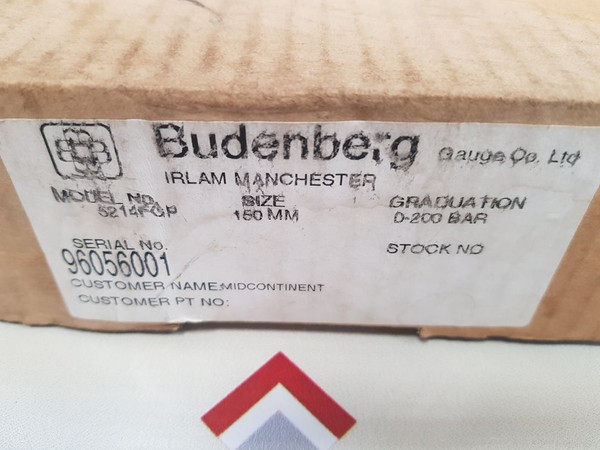 Budenberg Gauge Co. Ltd
IRLAM MANCHESTER
MODEL No. SIZE GRADUATION
5214FGP 150 MM 0-200 BAR
SERIAL No. STOCK NO
96056001
CUSTOMER NAME:MIDCONTINENT
CUSTOMER PT NO: